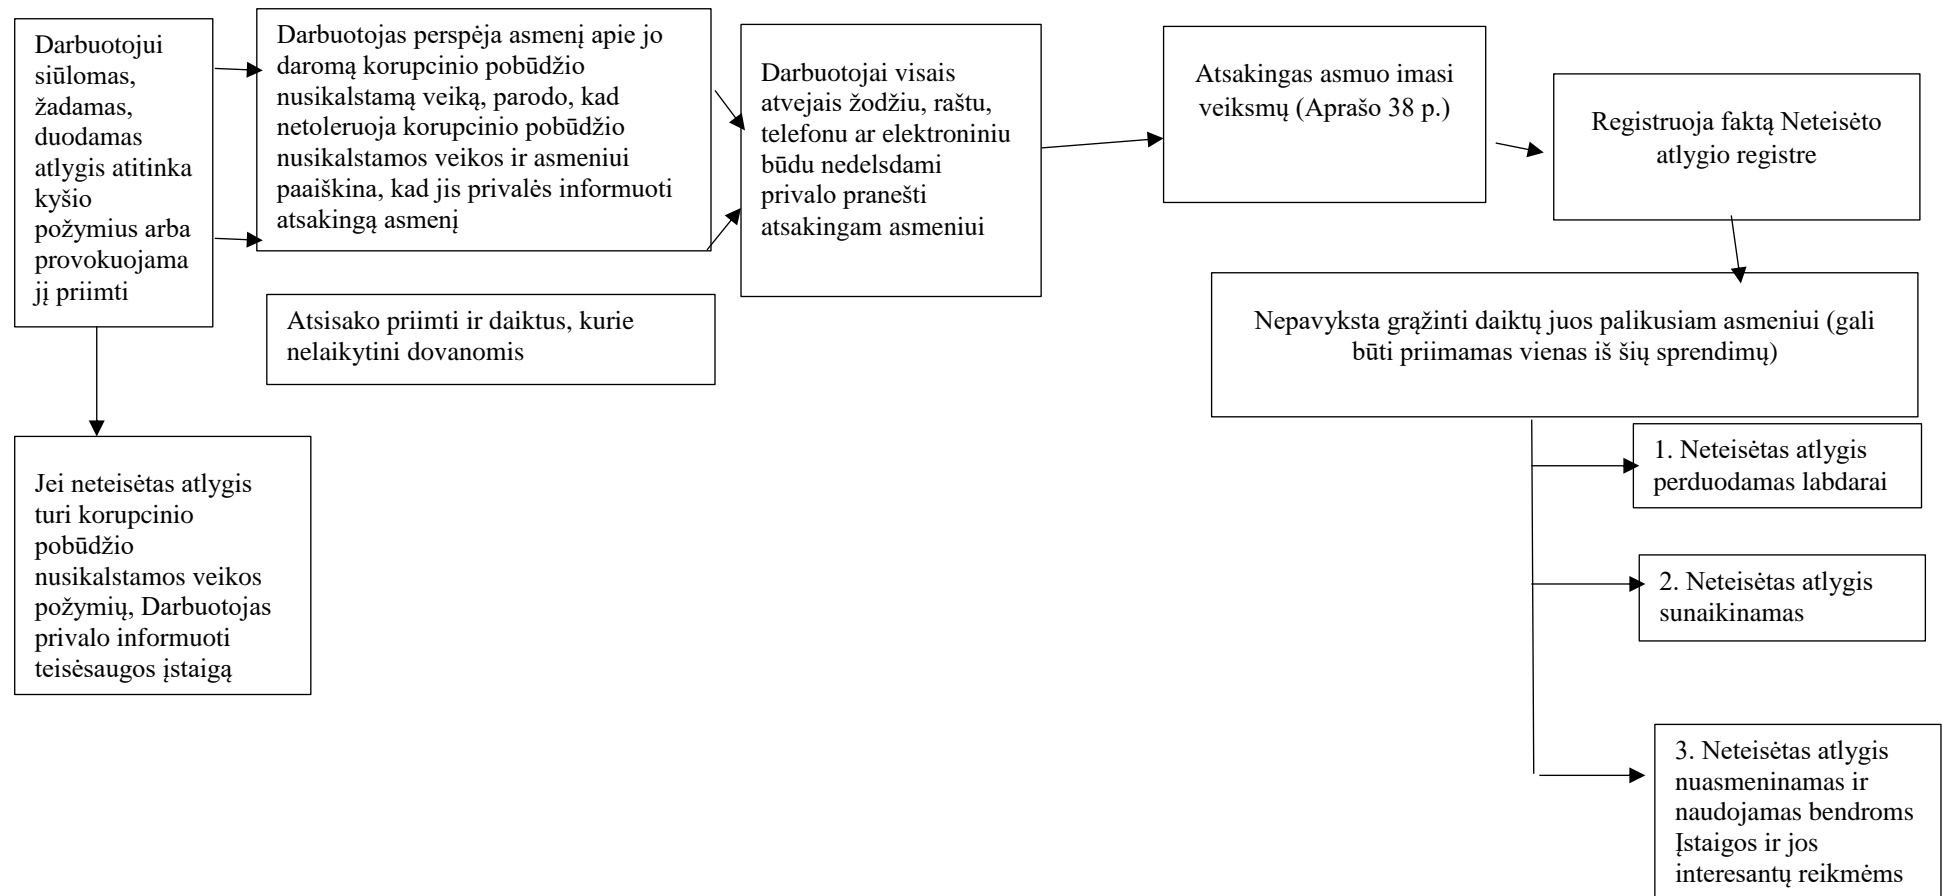 Darbuotojui
siūlomas,
žadamas,
duodamas
atlygis atitinka
kyšio
požymius arba
provokuojama
jį priimti
Darbuotojas perspėja asmenį apie jo
daromą korupcinio pobūdžio
nusikalstamą veiką, parodo, kad
netoleruoja korupcinio pobūdžio
nusikalstamos veikos ir asmeniui
paaiškina, kad jis privalės informuoti
atsakingą asmenį
Darbuotojai visais
atvejais žodžiu, raštu,
telefonu ar elektroniniu
būdu nedelsdami
privalo pranešti
atsakingam asmeniui
Atsakingas asmuo imasi
veiksmų (Aprašo 38 p.)
Registruoja faktą Neteisėto
atlygio registre
Atsisako priimti ir daiktus, kurie
nelaikytini dovanomis
Nepavyksta grąžinti daiktų juos palikusiam asmeniui (gali
būti priimamas vienas iš šių sprendimų)
Jei neteisėtas atlygis
turi korupcinio
pobūdžio
nusikalstamos veikos
požymių, Darbuotojas
privalo informuoti
teisėsaugos įstaigą
1. Neteisėtas atlygis
perduodamas labdarai
2. Neteisėtas atlygis
sunaikinamas
3. Neteisėtas atlygis
nuasmeninamas ir
naudojamas bendroms
Įstaigos ir jos
interesantų reikmėms